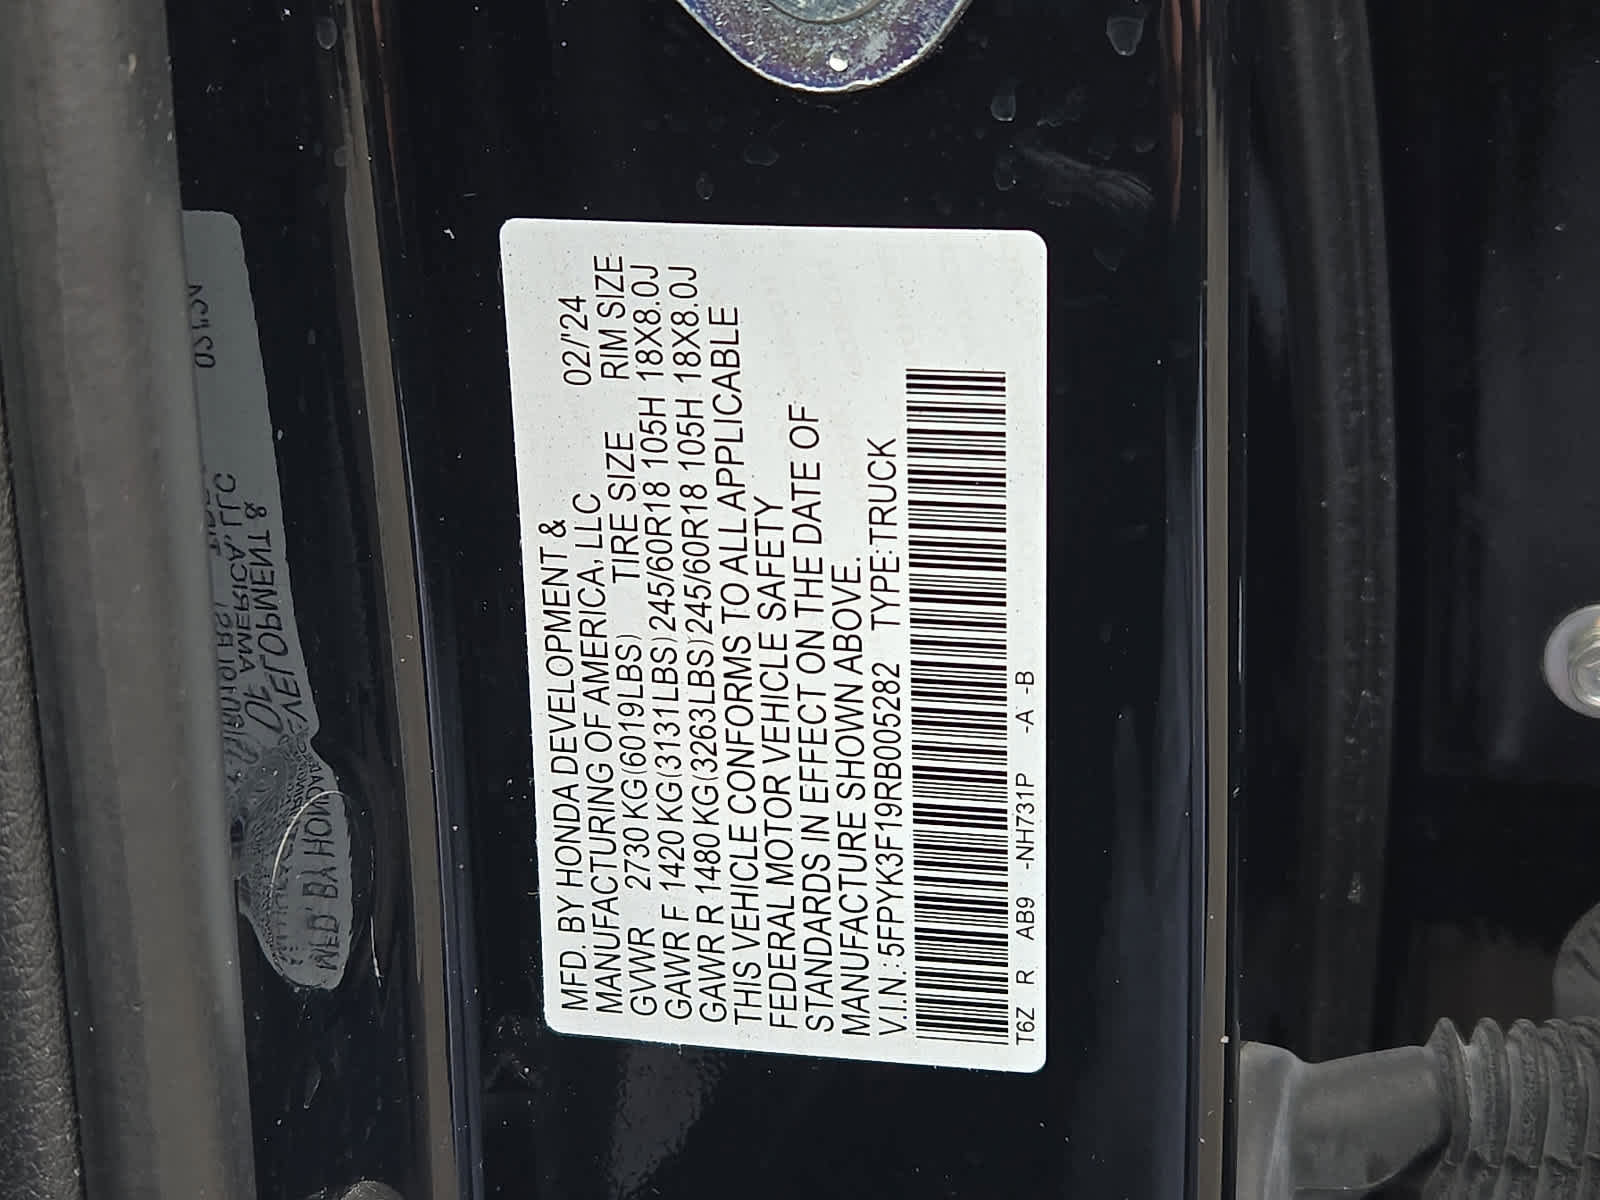 MFD. BY HONDA DEVELOPMENT &
MANUFACTURING OF AMERICA, LLC 02/'24
GVWR 2730 KG(6019LBS) TIRE SIZE RIM SIZE
GAWR F 1420 KG(3131LBS) 245/60R18 105H 18X8.0J
GAWR R 1480 KG(3263LBS) 245/60R18 105H 18X8.0J
THIS VEHICLE CONFORMS TO ALL APPLICABLE
FEDERAL MOTOR VEHICLE SAFETY
STANDARDS IN EFFECT ON THE DATE OF
MANUFACTURE SHOWN ABOVE.
V.I.N.:5FPYK3F19RB005282 TYPE:TRUCK
T6Z R AB9 -NH731P -A -B